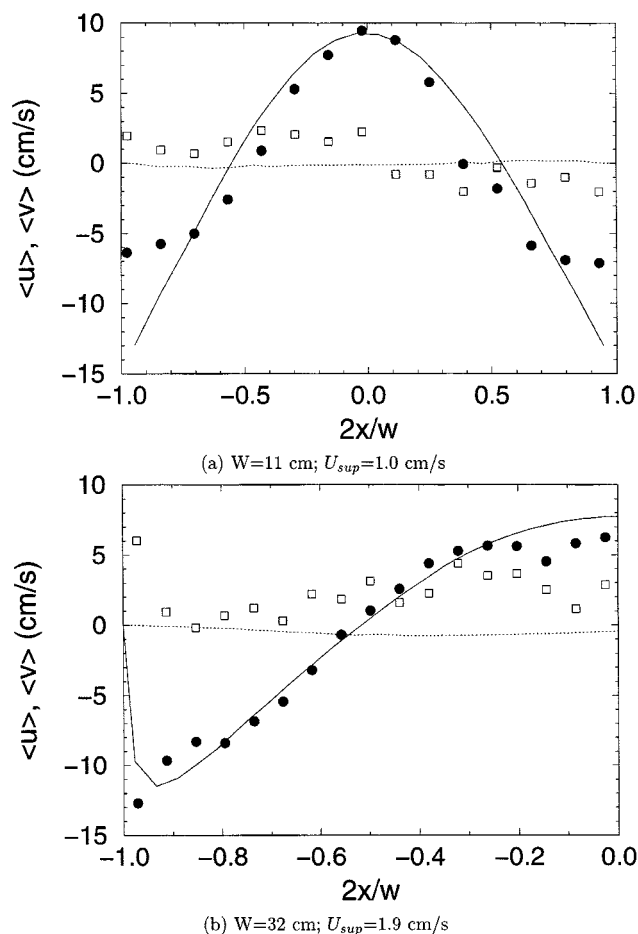 10
5
0
−5
−10
−15
<u>, <v> (cm/s)
−1.0 −0.5 0.0 0.5 1.0
2x/w
(a) W=11 cm; U_sup=1.0 cm/s
10
5
0
−5
−10
−15
<u>, <v> (cm/s)
−1.0 −0.8 −0.6 −0.4 −0.2 0.0
2x/w
(b) W=32 cm; U_sup=1.9 cm/s